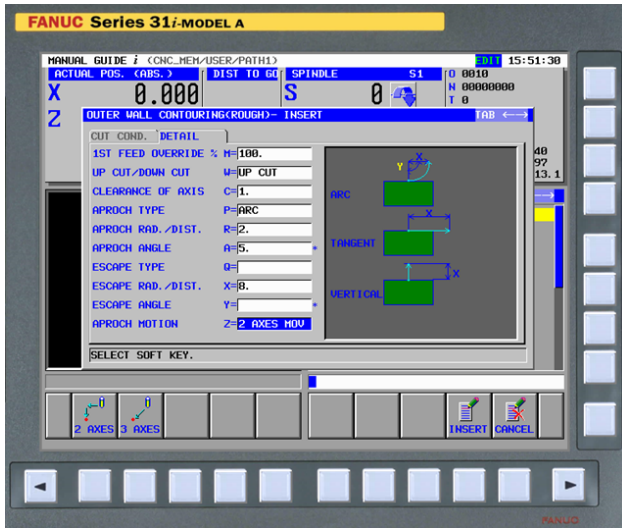 FANUC Series 31i-MODEL A
MANUAL GUIDE i (CNC_MEM/USER/PATH1) EDIT 15:51:30
ACTUAL POS. (ABS.) DIST TO GO SPINDLE S1 O 0010
N 00000000
X 0.000 S 0 T 0
Z
OUTER WALL CONTOURING(ROUGH)- INSERT TAB ←→
CUT COND. DETAIL
1ST FEED OVERRIDE % H=100.
UP CUT/DOWN CUT W=UP CUT
CLEARANCE OF AXIS C=1.
APROCH TYPE P=ARC
APROCH RAD./DIST. R=2.
APROCH ANGLE A=5. *
ESCAPE TYPE Q=
ESCAPE RAD./DIST. X=8.
ESCAPE ANGLE Y= *
APROCH MOTION Z=2 AXES MOV
X
Y
ARC
X
TANGENT
X
VERTICAL
40
97
13.1
SELECT SOFT KEY.
2 AXES 3 AXES INSERT CANCEL
FANUC